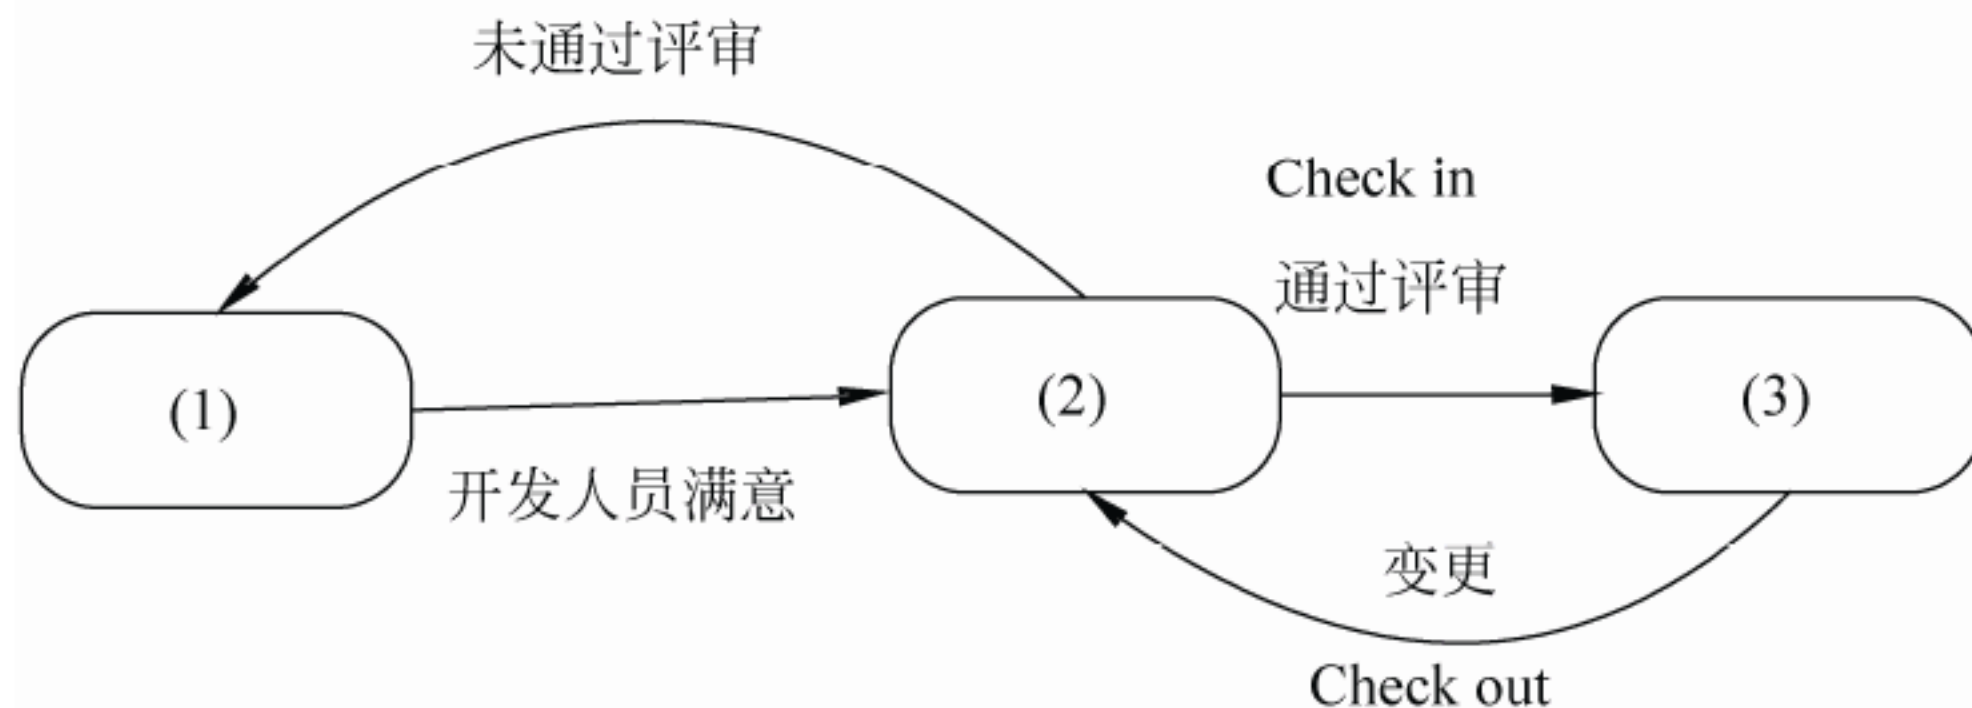 未通过评审
Check in
通过评审
(1)
(2)
(3)
开发人员满意
变更
Check out